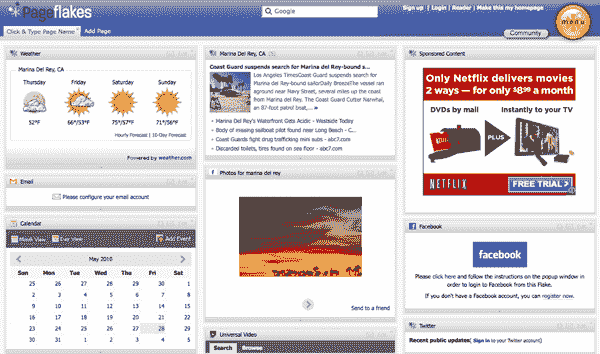 Pageflakes
Google
Sign up | Login | Reader | Make this my homepage
menu
Click & Type Page Name
Add Page
Community
Weather
Marina Del Rey, CA
Thursday Friday Saturday Sunday
52°F 66°/53°F 75°/57°F 71°/56°F
Hourly Forecast | 10-Day Forecast
Powered by weather.com
Email
Please configure your email account
Calendar
Month View
Day View
Add Event
May 2010
Sun Mon Tue Wed Thu Fri Sat
25 26 27 28 29 30 1
2 3 4 5 6 7 8
9 10 11 12 13 14 15
16 17 18 19 20 21 22
23 24 25 26 27 28 29
30 31 1 2 3 4 5
Marina Del Rey, CA
Coast Guard suspends search for Marina del Rey-bound s...
Los Angeles TimesCoast Guard suspends
search for Marina del Rey-bound
sailorDaily BreezeThe vessel ran
aground near Navy Street,
several miles up the coast
from Marina del Rey. The
Coast Guard Cutter Narwhal,
an 87-foot patrol boat,... »
Marina del Rey's Waterfront Gets Acidic - Westside Today
Body of missing sailboat pilot found near Long Beach - C...
Coast Guards fight drug trafficking mini subs - abc7.com
Decorated toilets, tires found on ocean floor - abc7.com
Photos for marina del rey
Send to a friend
Universal Video
Search
Browse
Sponsored Content
Only Netflix delivers movies
2 ways — for only $8.99 a month
DVDs by mail
Instantly to your TV
PLUS
NETFLIX
FREE TRIAL
Facebook
facebook
Please click here and follow the instructions on the popup window in
order to login to Facebook from this Flake.
If you don't have a Facebook account, you can register now.
Twitter
Recent public updates( Sign in to your Twitter account)